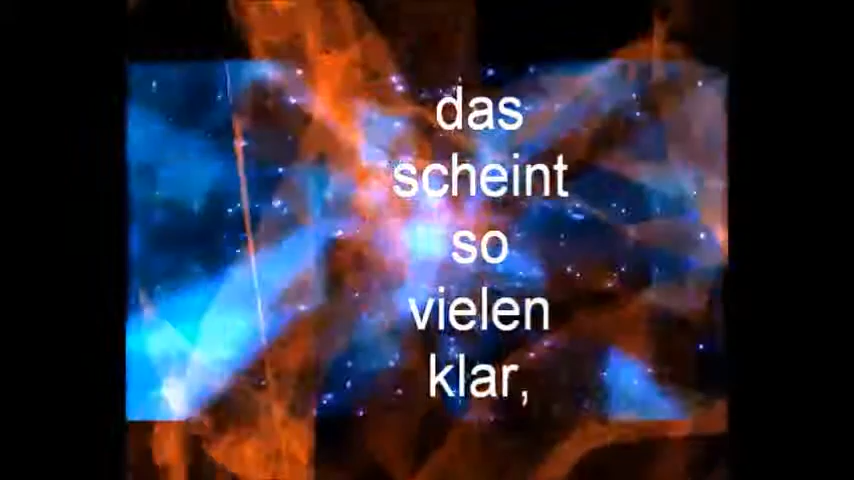 das
scheint
so
vielen
klar,